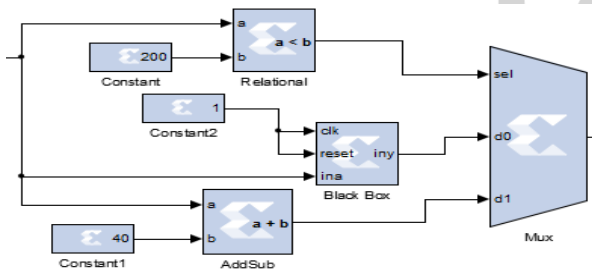 a
a < b
b
200
Constant
Relational
1
Constant2
clk
reset
iny
ina
Black Box
sel
d0
d1
Mux
a
a + b
b
40
Constant1
AddSub